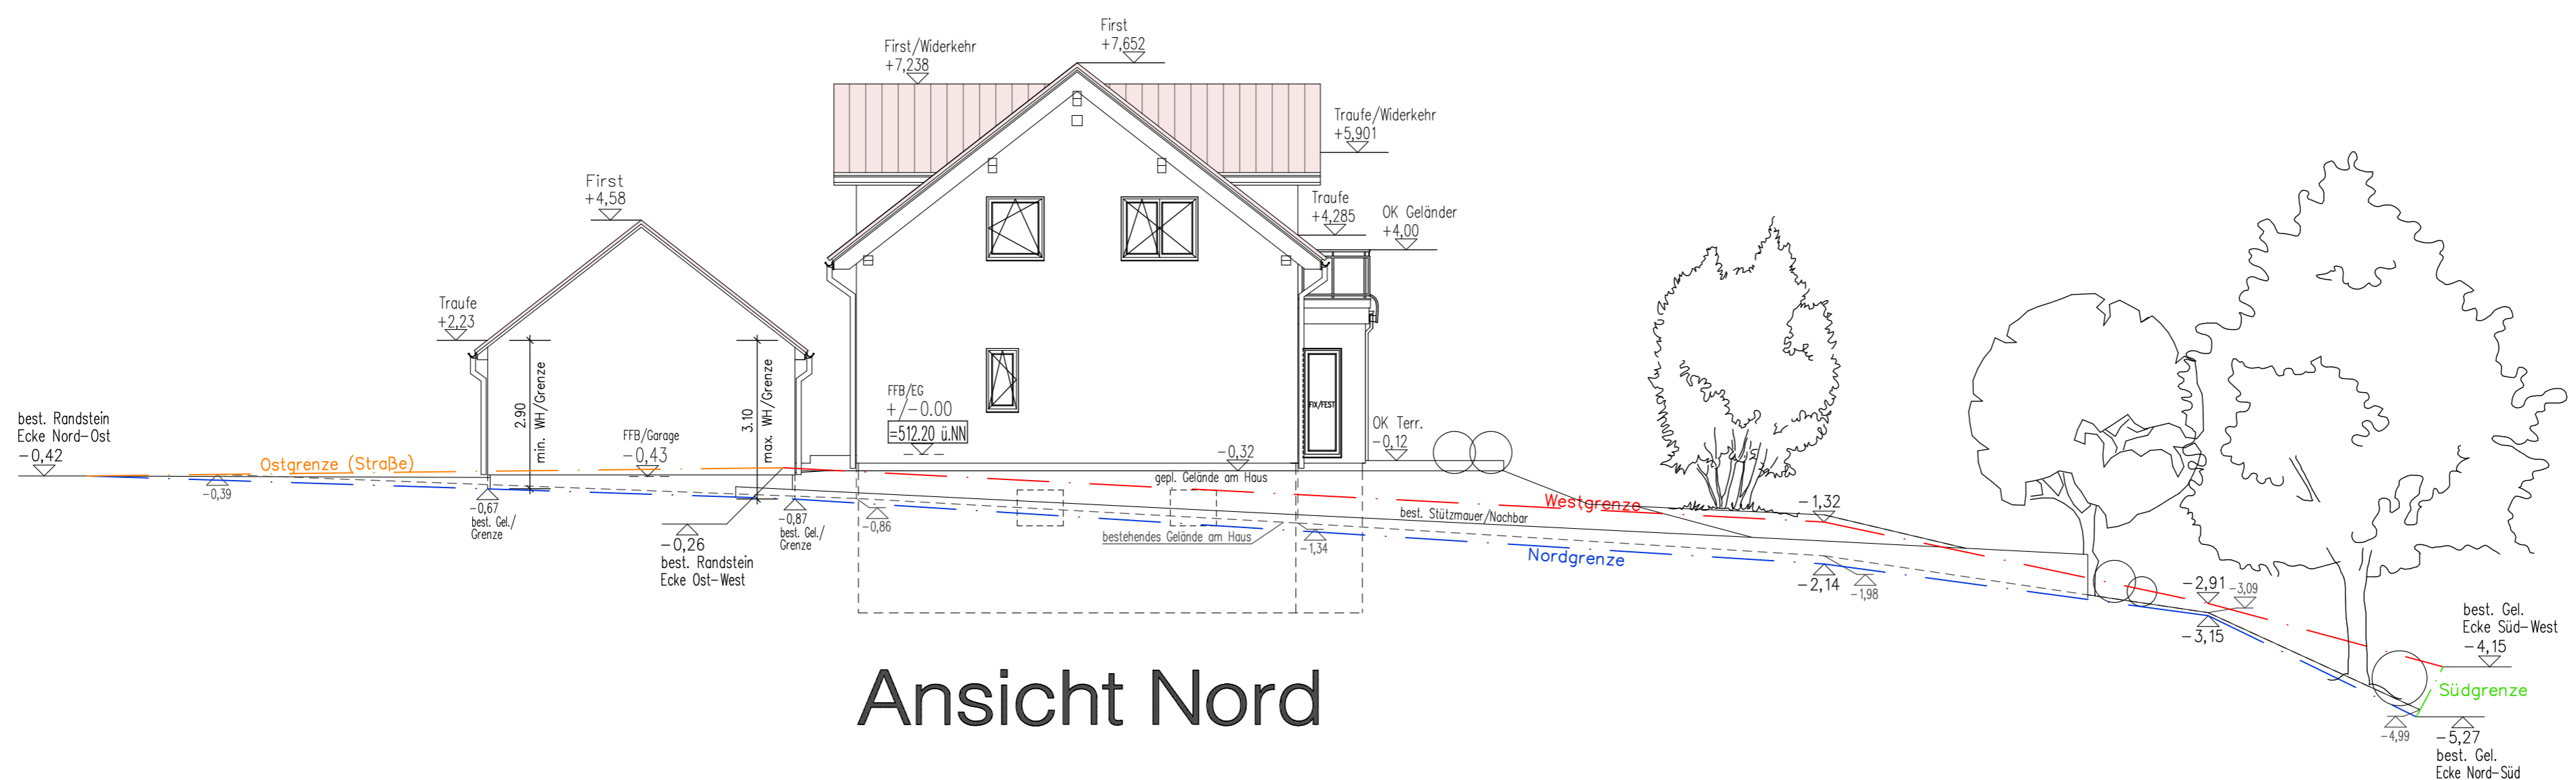 First
+7,652
First/Widerkehr
+7,238
Traufe/Widerkehr
+5,901
First
+4,58
Traufe
+4,285
OK Geländer
+4,00
Traufe
+2,23
2.90
min. WH/Grenze
3.10
max. WH/Grenze
FFB/EG
+/-0.00
=512.20 ü.NN
FIX/FEST
best. Randstein
Ecke Nord-Ost
-0,42
Ostgrenze (Straße)
FFB/Garage
-0,43
-0,32
gepl. Gelände am Haus
OK Terr.
-0,12
-0,39
-0,67
best. Gel./
Grenze
-0,26
best. Randstein
Ecke Ost-West
-0,87
best. Gel./
Grenze
-0,86
bestehendes Gelände am Haus
-1,34
best. Stützmauer/Nachbar
Westgrenze
Nordgrenze
-1,32
-2,14
-1,98
-2,91
-3,09
-3,15
best. Gel.
Ecke Süd-West
-4,15
Südgrenze
-4,99
-5,27
best. Gel.
Ecke Nord-Süd
Ansicht Nord